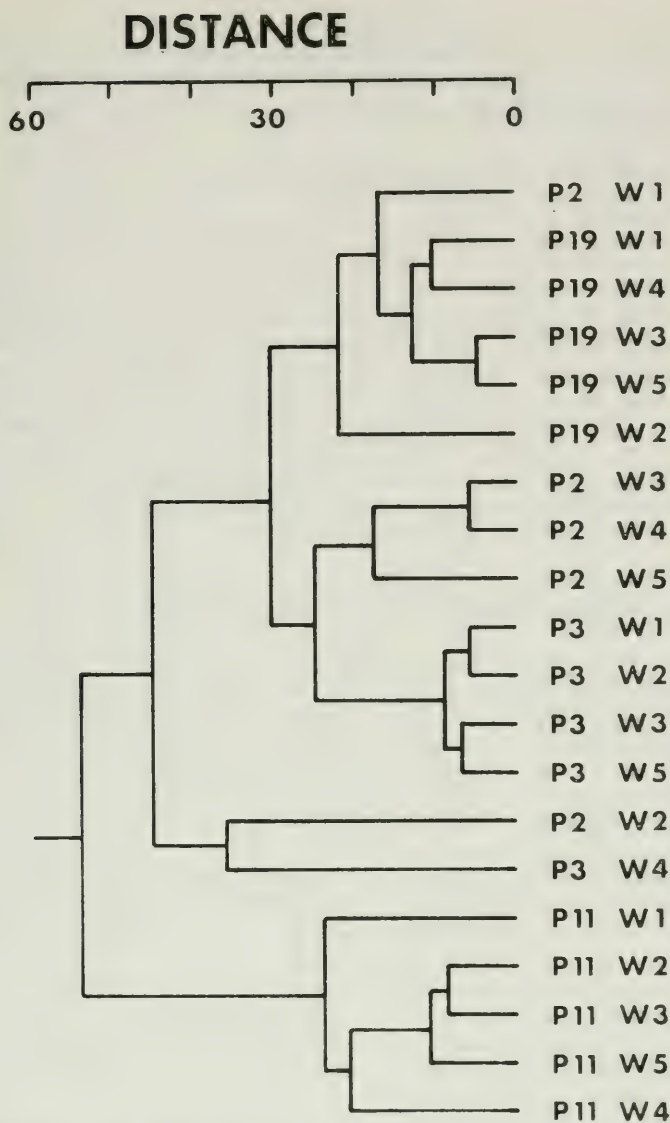 DISTANCE
60 30 0
P2 W1
P19 W1
P19 W4
P19 W3
P19 W5
P19 W2
P2 W3
P2 W4
P2 W5
P3 W1
P3 W2
P3 W3
P3 W5
P2 W2
P3 W4
P11 W1
P11 W2
P11 W3
P11 W5
P11 W4